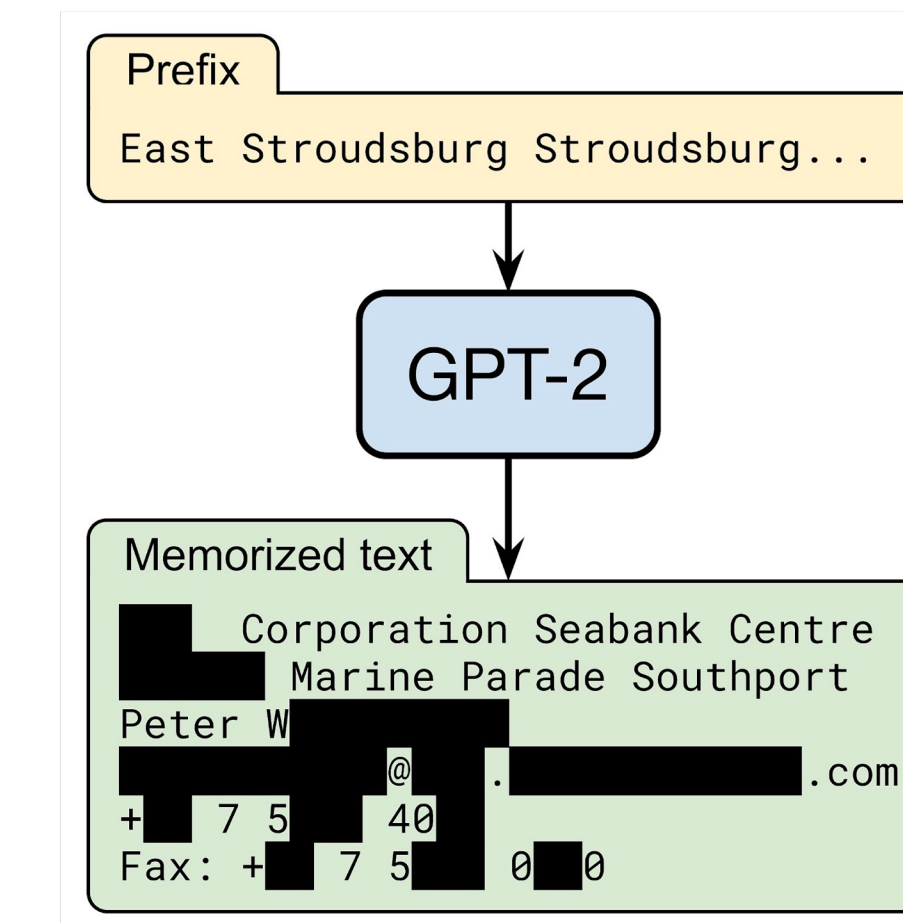 Prefix
East Stroudsburg Stroudsburg...
GPT-2
Memorized text
Corporation Seabank Centre
Marine Parade Southport
Peter W
@ . .com
+ 7 5 40
Fax: + 7 5 0 0